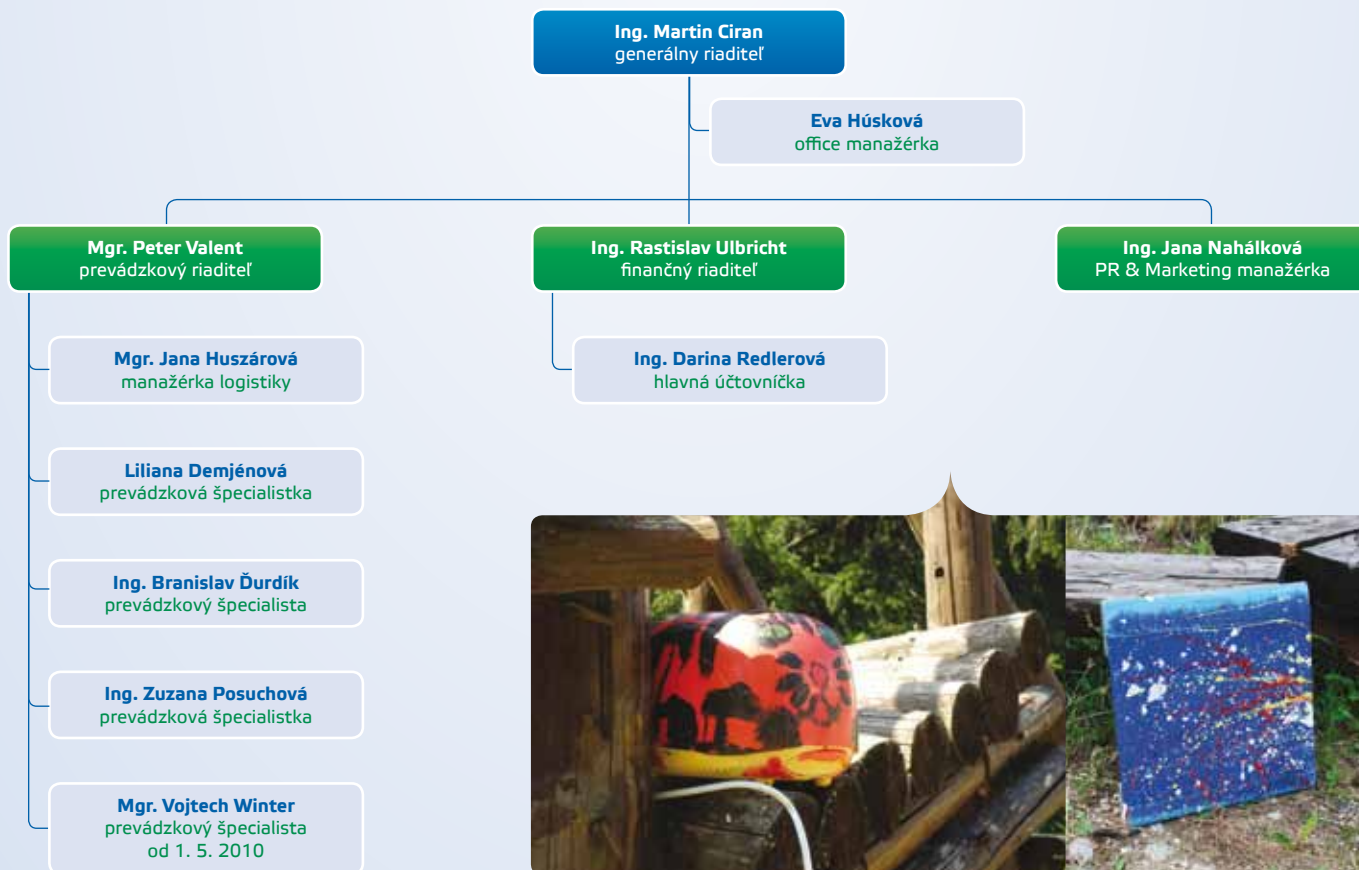 Ing. Martin Ciran
generálny riaditeľ
Eva Húsková
office manažérka
Mgr. Peter Valent
prevádzkový riaditeľ
Ing. Rastislav Ulbricht
finančný riaditeľ
Ing. Jana Nahálková
PR & Marketing manažérka
Mgr. Jana Huszárová
manažérka logistiky
Ing. Darina Redlerová
hlavná účtovníčka
Liliana Demjénová
prevádzková špecialistka
Ing. Branislav Ďurdík
prevádzkový špecialista
Ing. Zuzana Posuchová
prevádzková špecialistka
Mgr. Vojtech Winter
prevádzkový špecialista
od 1. 5. 2010